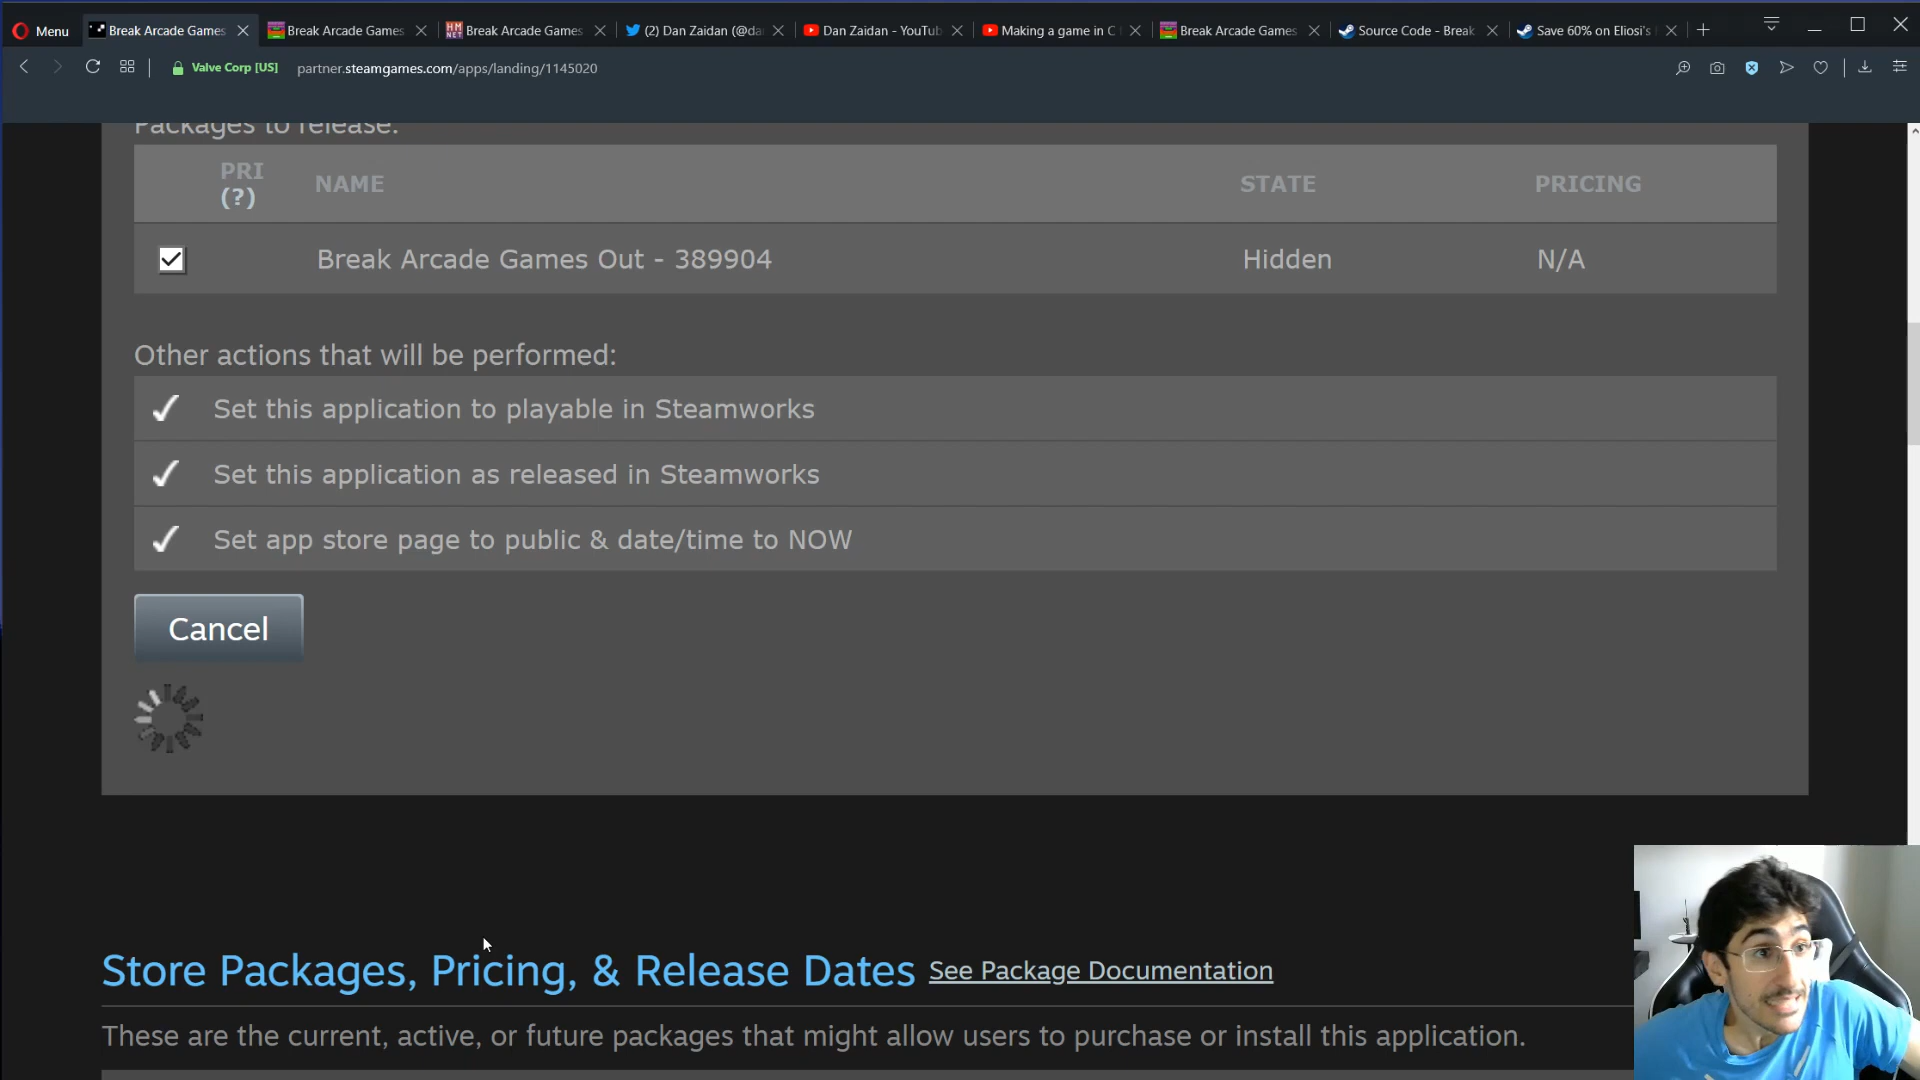 Menu
Break Arcade Games
Break Arcade Games
Break Arcade Games
(2) Dan Zaidan (@da
Dan Zaidan - YouTub
Making a game in C
Break Arcade Games
Source Code - Break
Save 60% on Eliosi's
Valve Corp [US]
partner.steamgames.com/apps/landing/1145020
Packages to release:
PRI
(?)
NAME
STATE
PRICING
Break Arcade Games Out - 389904
Hidden
N/A
Other actions that will be performed:
Set this application to playable in Steamworks
Set this application as released in Steamworks
Set app store page to public & date/time to NOW
Cancel
Store Packages, Pricing, & Release Dates See Package Documentation
These are the current, active, or future packages that might allow users to purchase or install this application.